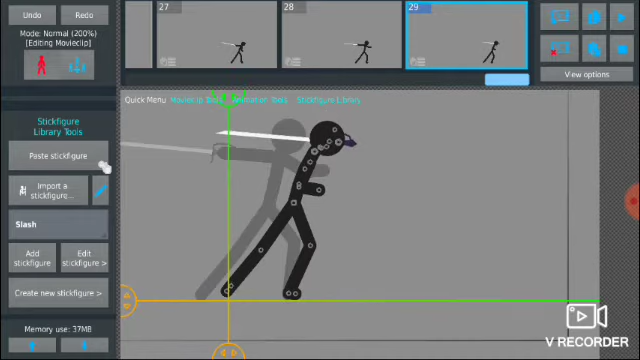 Undo
Redo
Mode: Normal (200%)
[Editing Movieclip]
Stickfigure
Library Tools
Paste stickfigure
Import a
stickfigure...
Slash
Add
stickfigure
Edit
stickfigure >
Create new stickfigure >
Memory use: 37MB
27
28
29
View options
Quick Menu
Movieclip Tools
Animation Tools
Stickfigure Library
V RECORDER